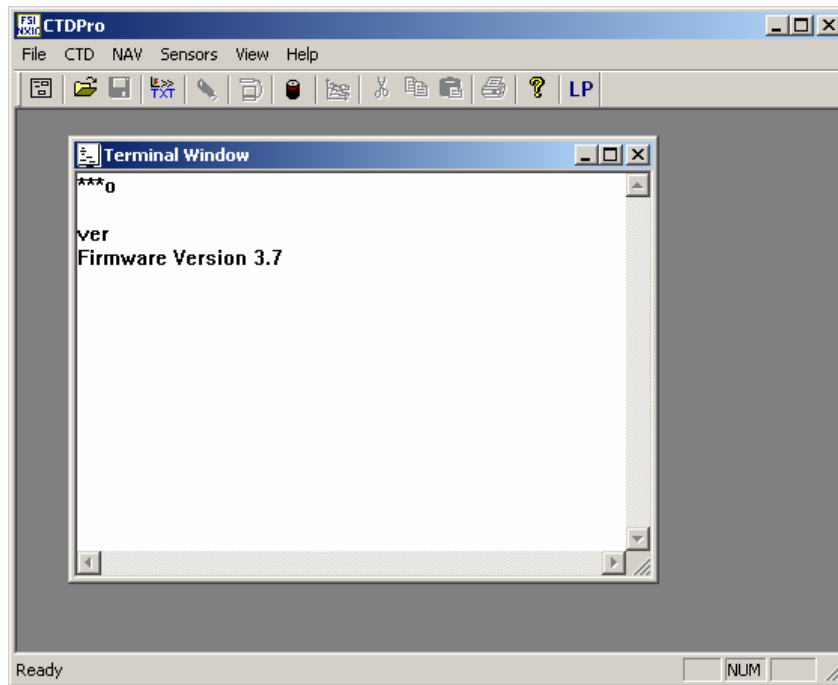 FSI NXIC CTDPro
File CTD NAV Sensors View Help
TXT ? LP
Terminal Window
***o
ver
Firmware Version 3.7
Ready NUM